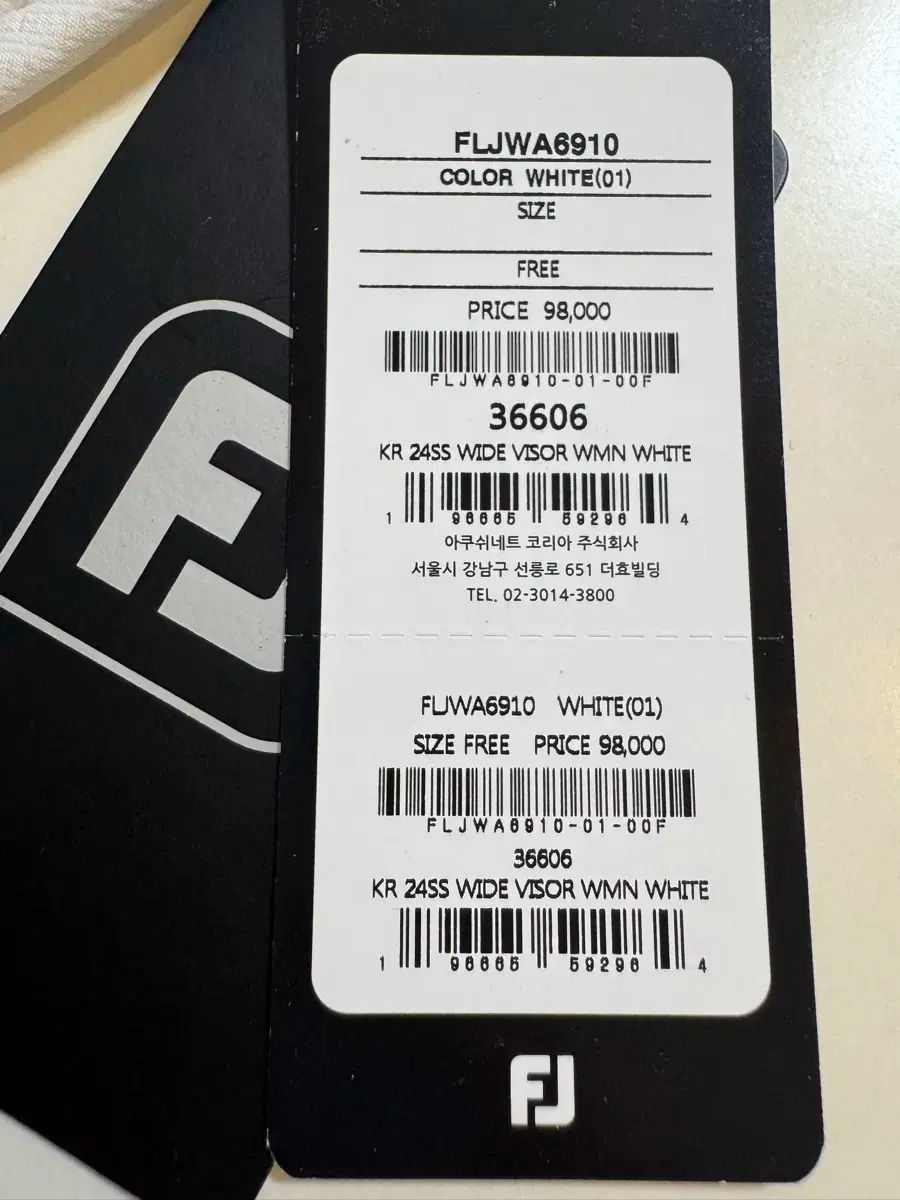 FLJWA6910
COLOR WHITE(01)
SIZE
FREE
PRICE 98,000
FLJWA6910-01-00F
36606
KR 24SS WIDE VISOR WMN WHITE
1 96665 59296 4
아쿠쉬네트 코리아 주식회사
서울시 강남구 선릉로 651 더효빌딩
TEL. 02-3014-3800
FLJWA6910 WHITE(01)
SIZE FREE PRICE 98,000
FLJWA6910-01-00F
36606
KR 24SS WIDE VISOR WMN WHITE
1 96665 59296 4
FJ
FJ